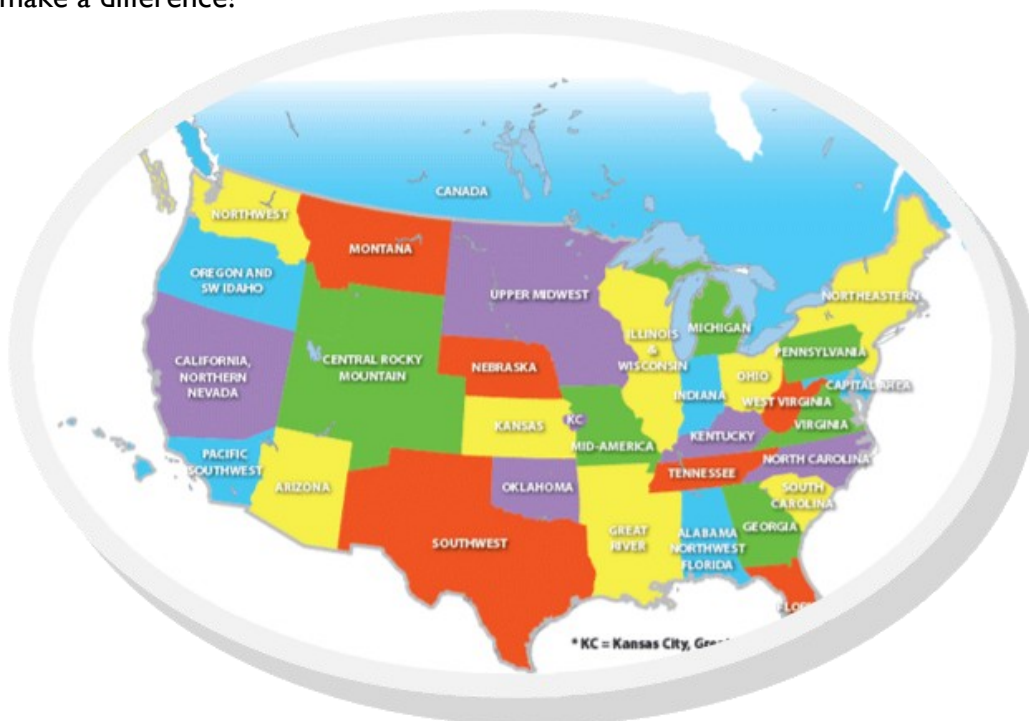 make a difference!
CANADA
NORTHWEST
MONTANA
OREGON AND
SW IDAHO
UPPER MIDWEST
NORTHEASTERN
MICHIGAN
ILLINOIS
&
WISCONSIN
CALIFORNIA,
NORTHERN
NEVADA
CENTRAL ROCKY
MOUNTAIN
NEBRASKA
PENNSYLVANIA
OHIO
INDIANA
CAPITAL AREA
WEST VIRGINIA
VIRGINIA
KANSAS
KC
MID-AMERICA
KENTUCKY
NORTH CAROLINA
PACIFIC
SOUTHWEST
ARIZONA
OKLAHOMA
TENNESSEE
SOUTH
CAROLINA
SOUTHWEST
GREAT
RIVER
ALABAMA
NORTHWEST
FLORIDA
GEORGIA
* KC = Kansas City,